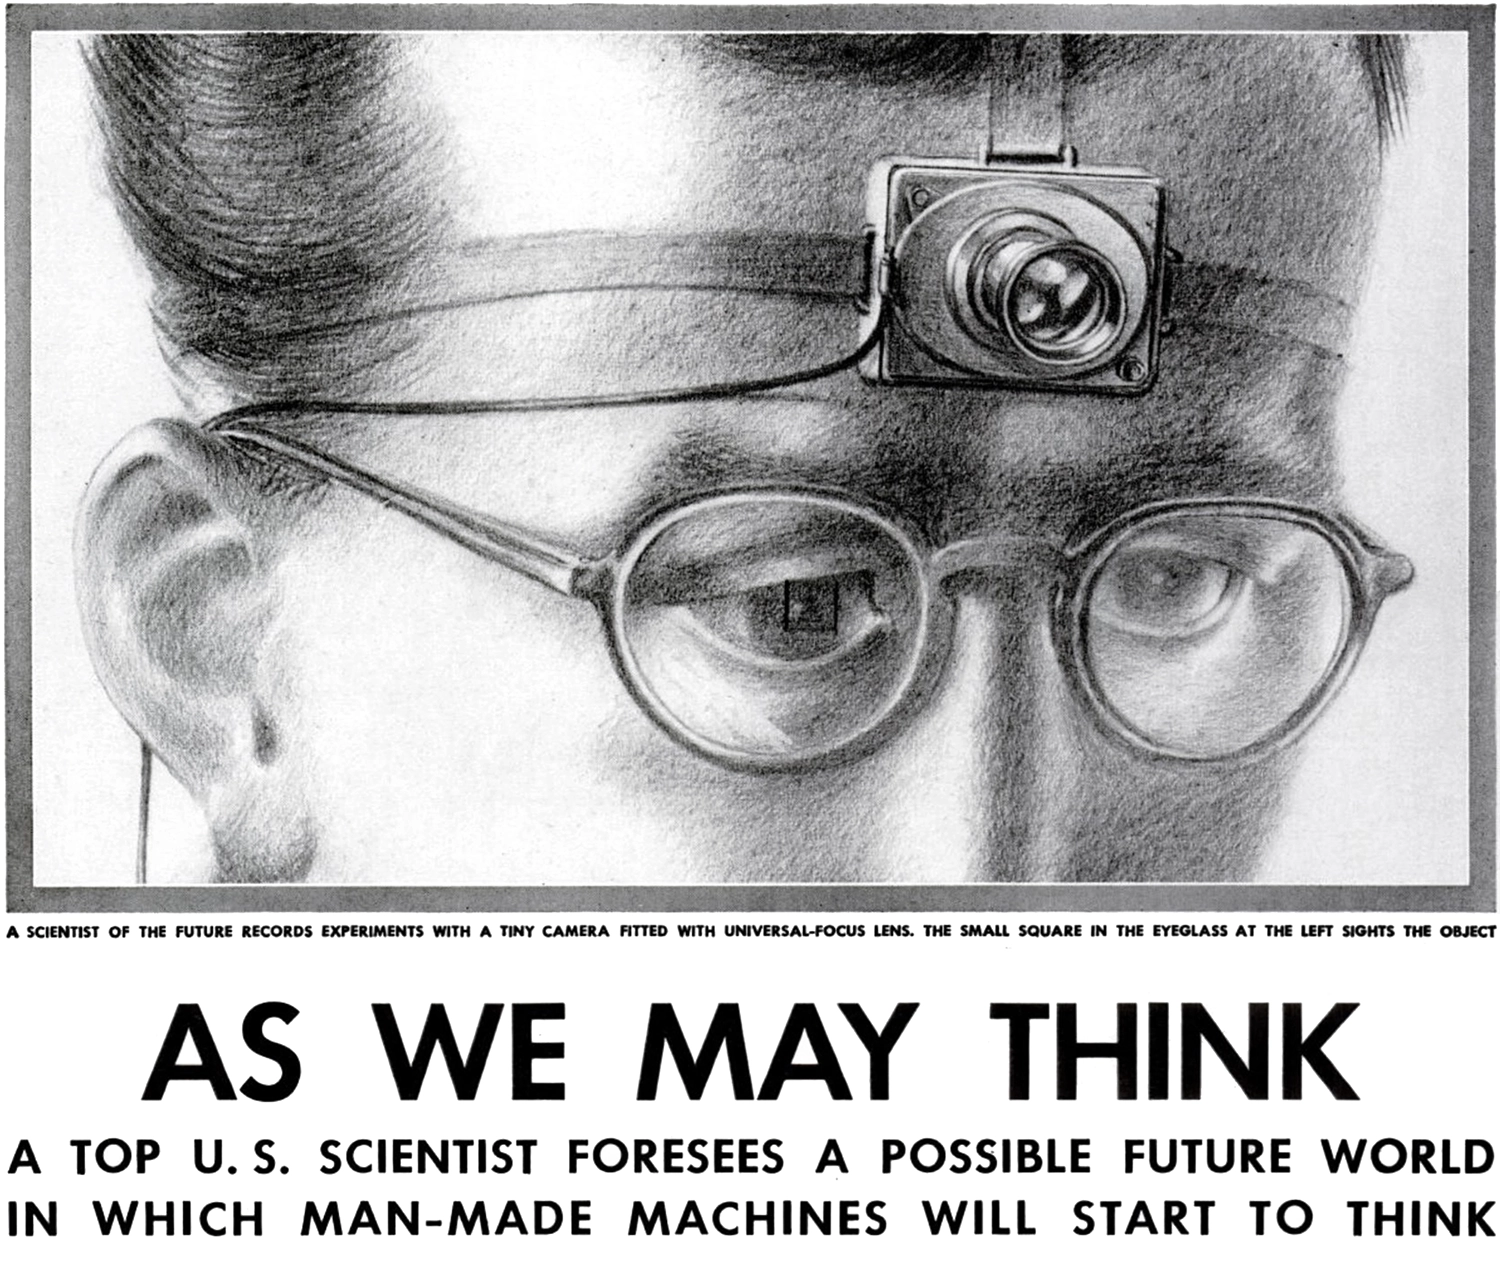 A SCIENTIST OF THE FUTURE RECORDS EXPERIMENTS WITH A TINY CAMERA FITTED WITH UNIVERSAL-FOCUS LENS. THE SMALL SQUARE IN THE EYEGLASS AT THE LEFT SIGHTS THE OBJECT
AS WE MAY THINK
A TOP U.S. SCIENTIST FORESEES A POSSIBLE FUTURE WORLD
IN WHICH MAN-MADE MACHINES WILL START TO THINK